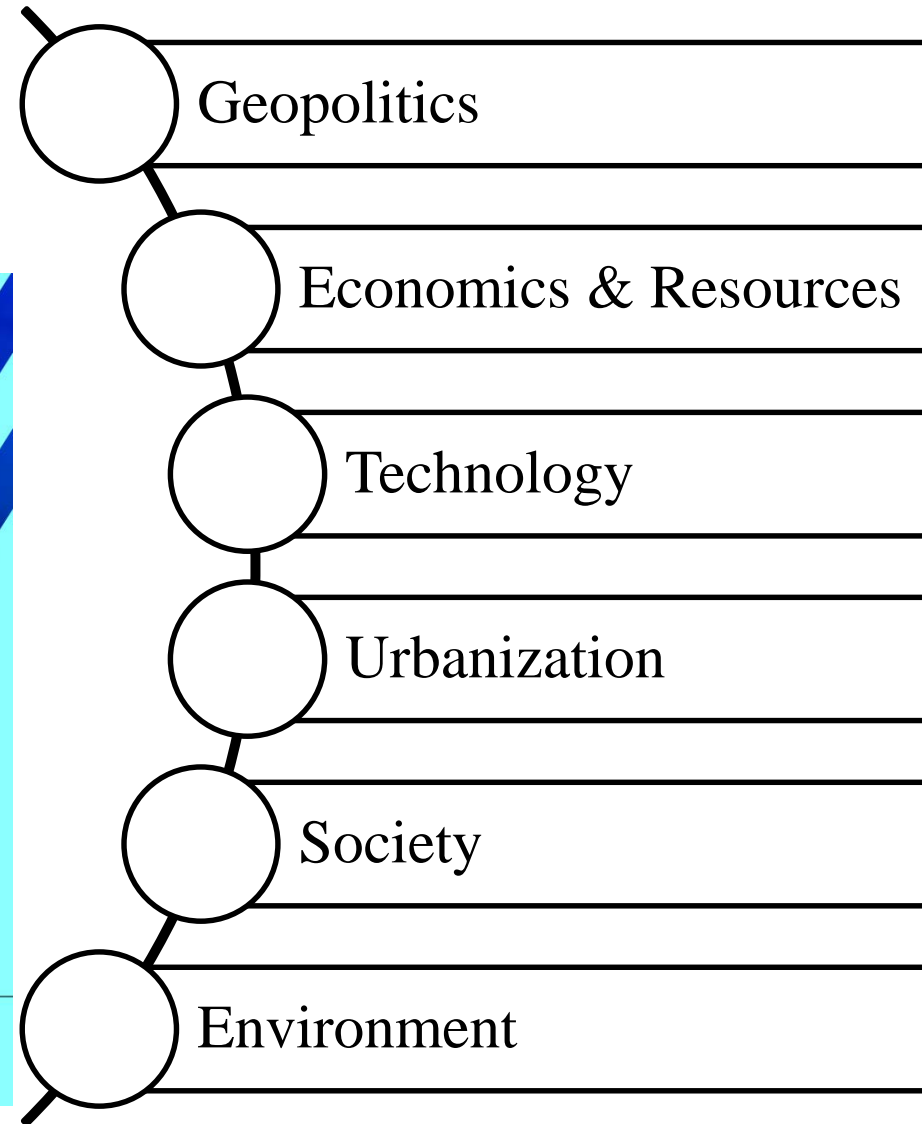 Geopolitics
Economics & Resources
Technology
Urbanization
Society
Environment